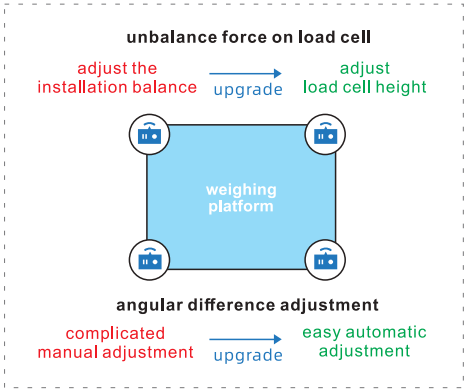 unbalance force on load cell
adjust the
installation balance
upgrade
adjust
load cell height
weighing
platform
angular difference adjustment
complicated
manual adjustment
upgrade
easy automatic
adjustment